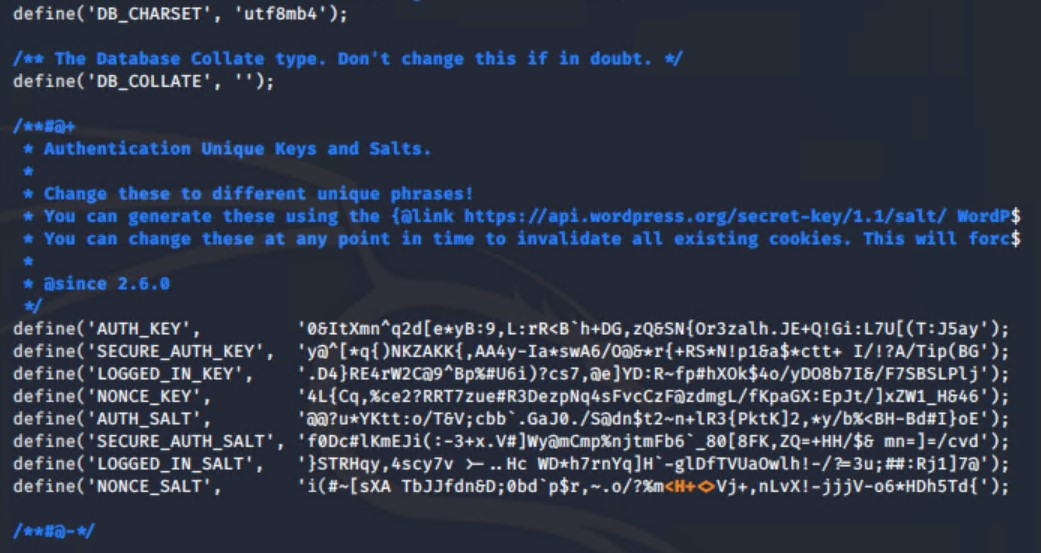 define('DB_CHARSET', 'utf8mb4');
/** The Database Collate type. Don't change this if in doubt. */
define('DB_COLLATE', '');
/**#@+
 * Authentication Unique Keys and Salts.
 *
 * Change these to different unique phrases!
 * You can generate these using the {@link https://api.wordpress.org/secret-key/1.1/salt/ WordP$
 * You can change these at any point in time to invalidate all existing cookies. This will forc$
 *
 * @since 2.6.0
 */
define('AUTH_KEY',         '0&ItXmn^q2d[e*yB:9,L:rR<B`h+DG,zQ&SN{Or3zalh.JE+Q!Gi:L7U[(T:J5ay');
define('SECURE_AUTH_KEY',  'y@^[*q{)NKZAKK{,AA4y-Ia*swA6/O@&*r{+RS*N!p1&a$*ctt+ I/!?A/Tip(BG');
define('LOGGED_IN_KEY',    '.D4}RE4rW2C@9^Bp%#U6i)?cs7,@e]YD:R~fp#hXOk$4o/yDO8b7I&/F7SBSLPlj');
define('NONCE_KEY',        '4L{Cq,%ce2?RRT7zue#R3DezpNq4sFvcCzF@zdmgL/fKpaGX:EpJt/]xZW1_H&46');
define('AUTH_SALT',        '@@?u*YKtt:o/T&V;cbb`.GaJ0./S@dn$t2~n+lR3{PktK]2,*y/b%<BH-Bd#I}oE');
define('SECURE_AUTH_SALT', 'f0Dc#lKmEJi(:-3+x.V#]Wy@mCmp%njtmFb6`_80[8FK,ZQ=+HH/$& mn=]=/cvd');
define('LOGGED_IN_SALT',   '}STRHqy,4scy7v >-..Hc WD*h7rnYq]H`-glDfTVUaOwlh!-/?=3u;##:Rj1]7@');
define('NONCE_SALT',       'i(#~[sXA TbJJfdn&D;0bd`p$r,~.o/?%m<H+<>Vj+,nLvX!-jjjV-o6*HDh5Td{');
/**#@-*/